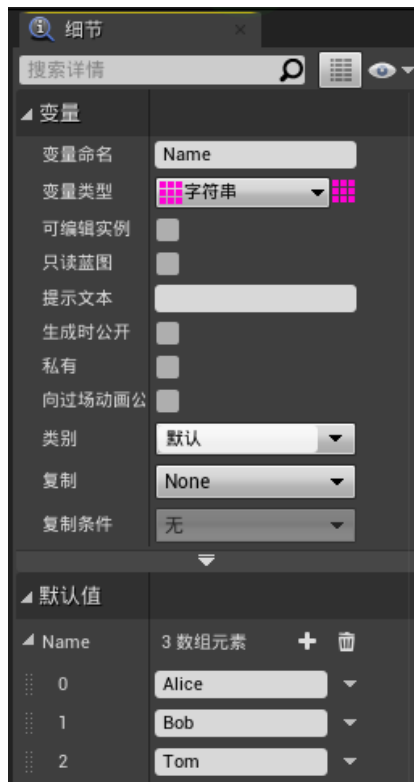 细节
搜索详情
变量
变量命名 Name
变量类型 字符串
可编辑实例
只读蓝图
提示文本
生成时公开
私有
向过场动画公
类别 默认
复制 None
复制条件 无
默认值
Name 3 数组元素
0 Alice
1 Bob
2 Tom